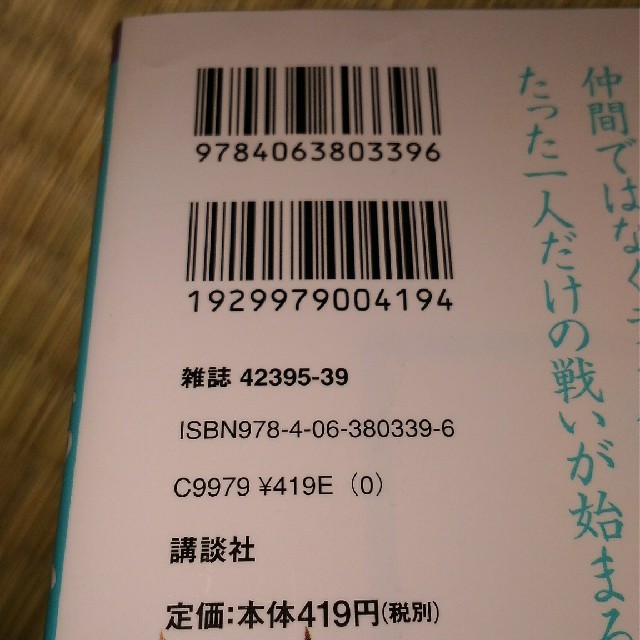 9784063803396
1929979004194
雑誌 42395-39
ISBN978-4-06-380339-6
C9979 ¥419E (0)
講談社
定価:本体419円(税別)
仲間ではなく
たった一人だけの戦いが始まる